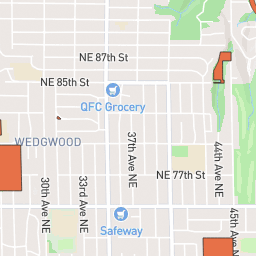 NE 87th St
NE 85th St
QFC Grocery
WEDGWOOD
37th Ave NE
44th Ave NE
NE 77th St
30th Ave NE
33rd Ave NE
45th Ave NE
Safeway